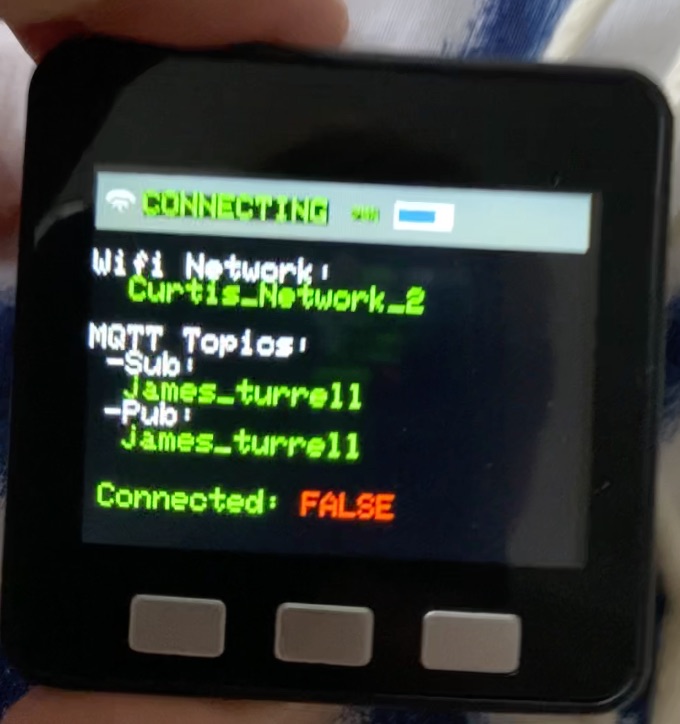 CONNECTING
Wifi Network:
Curtis_Network_2
MQTT Topics:
-Sub:
james_turrell
-Pub:
james_turrell
Connected: FALSE